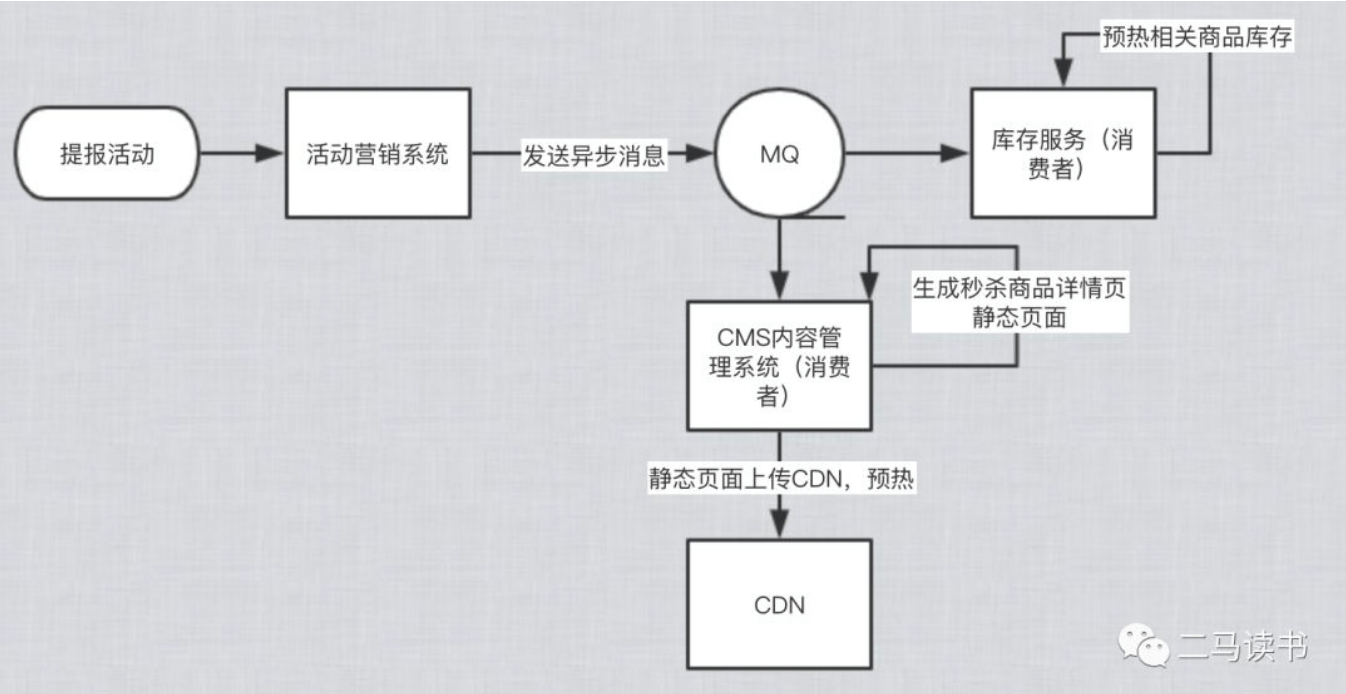 预热相关商品库存
提报活动
活动营销系统
发送异步消息
MQ
库存服务（消
费者）
生成秒杀商品详情页
静态页面
CMS内容管
理系统（消费
者）
静态页面上传CDN，预热
CDN
二马读书